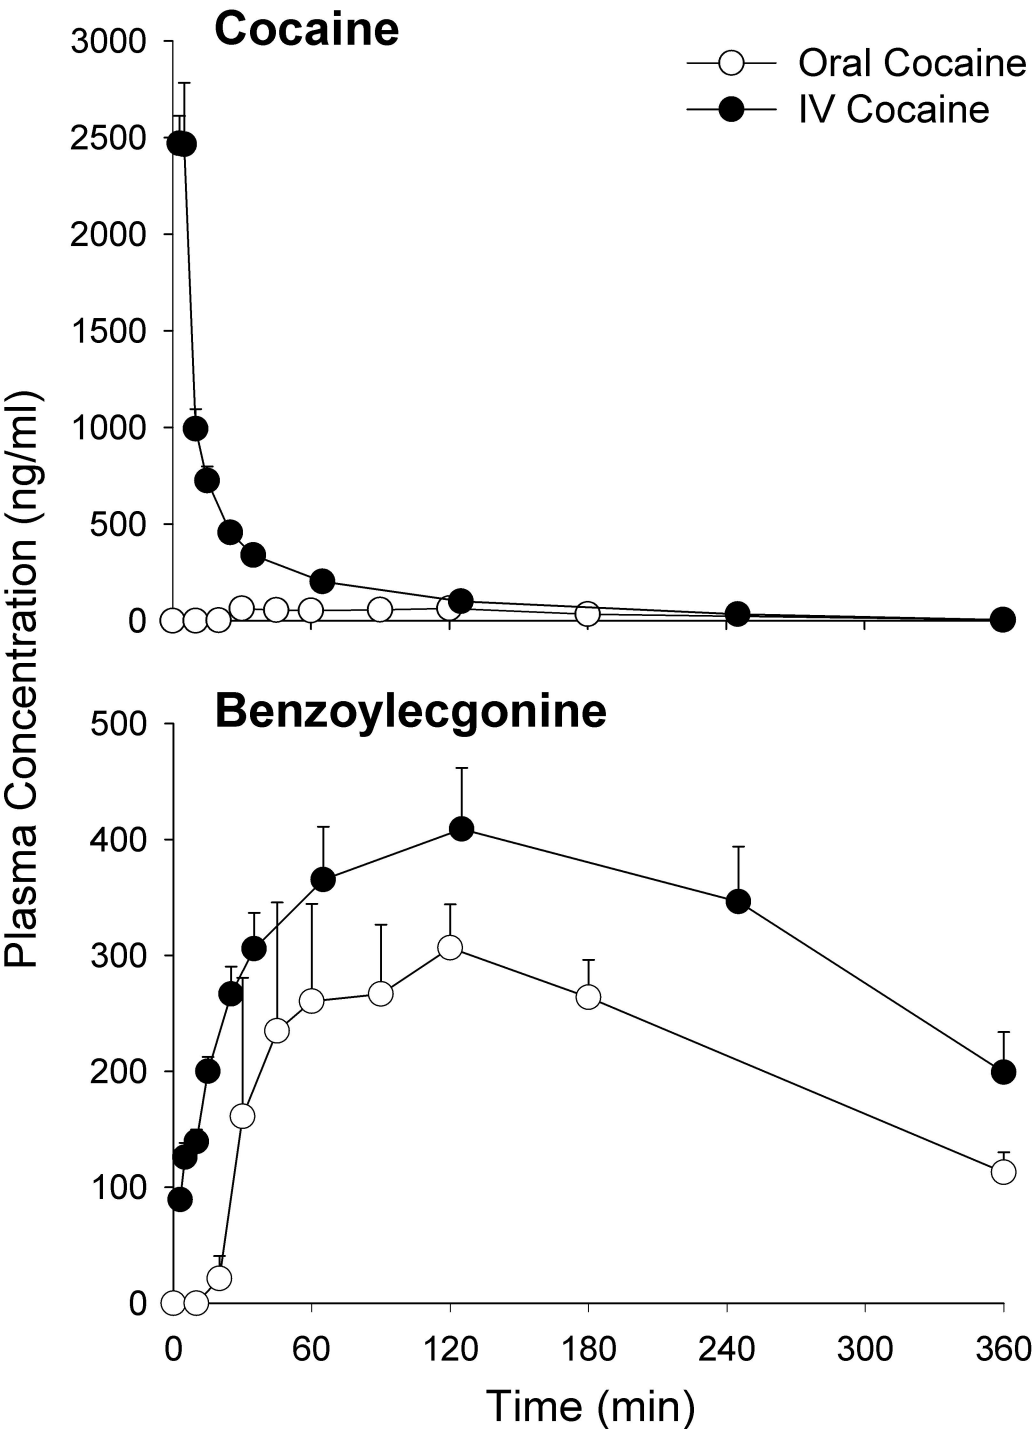 Cocaine
Oral Cocaine
IV Cocaine
3000
2500
2000
1500
1000
500
0
Plasma Concentration (ng/ml)
Benzoylecgonine
500
400
300
200
100
0
0 60 120 180 240 300 360
Time (min)